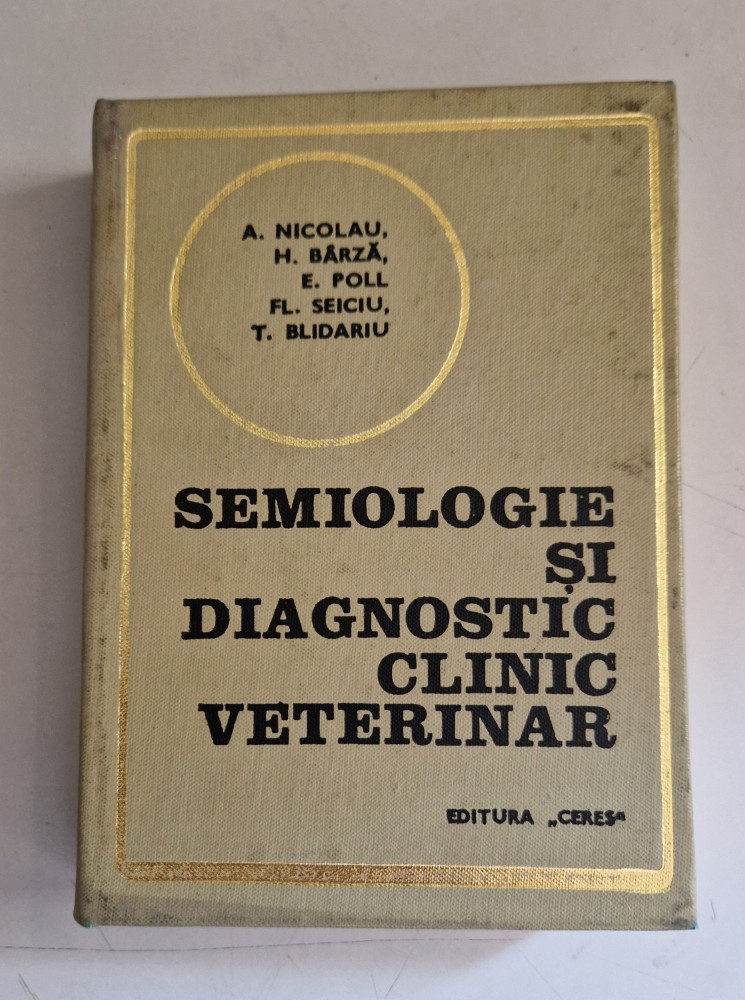 A. NICOLAU,
H. BÂRZĂ,
E. POLL
FL. SEICIU,
T. BLIDARIU
SEMIOLOGIE
ȘI
DIAGNOSTIC
CLINIC
VETERINAR
EDITURA „CERES“